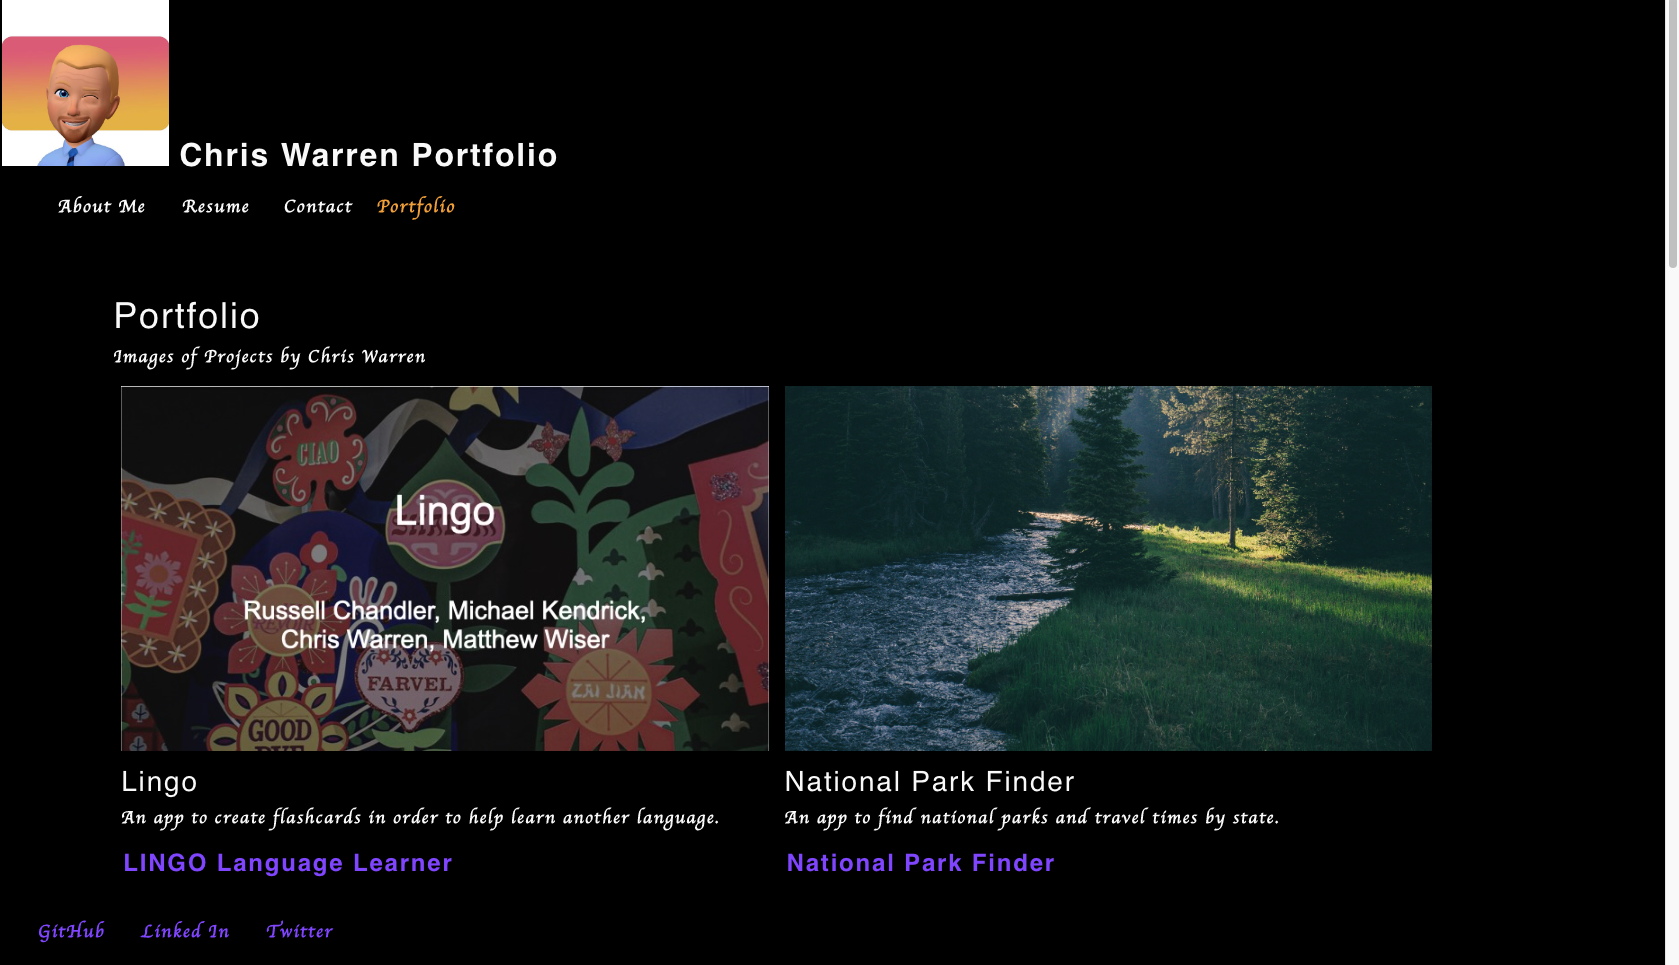 Chris Warren Portfolio
About Me Resume Contact Portfolio
Portfolio
Images of Projects by Chris Warren
CIAO
Lingo
Russell Chandler, Michael Kendrick,
Chris Warren, Matthew Wiser
FARVEL
ZAI JIAN
GOOD
BYE
Lingo
An app to create flashcards in order to help learn another language.
LINGO Language Learner
National Park Finder
An app to find national parks and travel times by state.
National Park Finder
GitHub Linked In Twitter